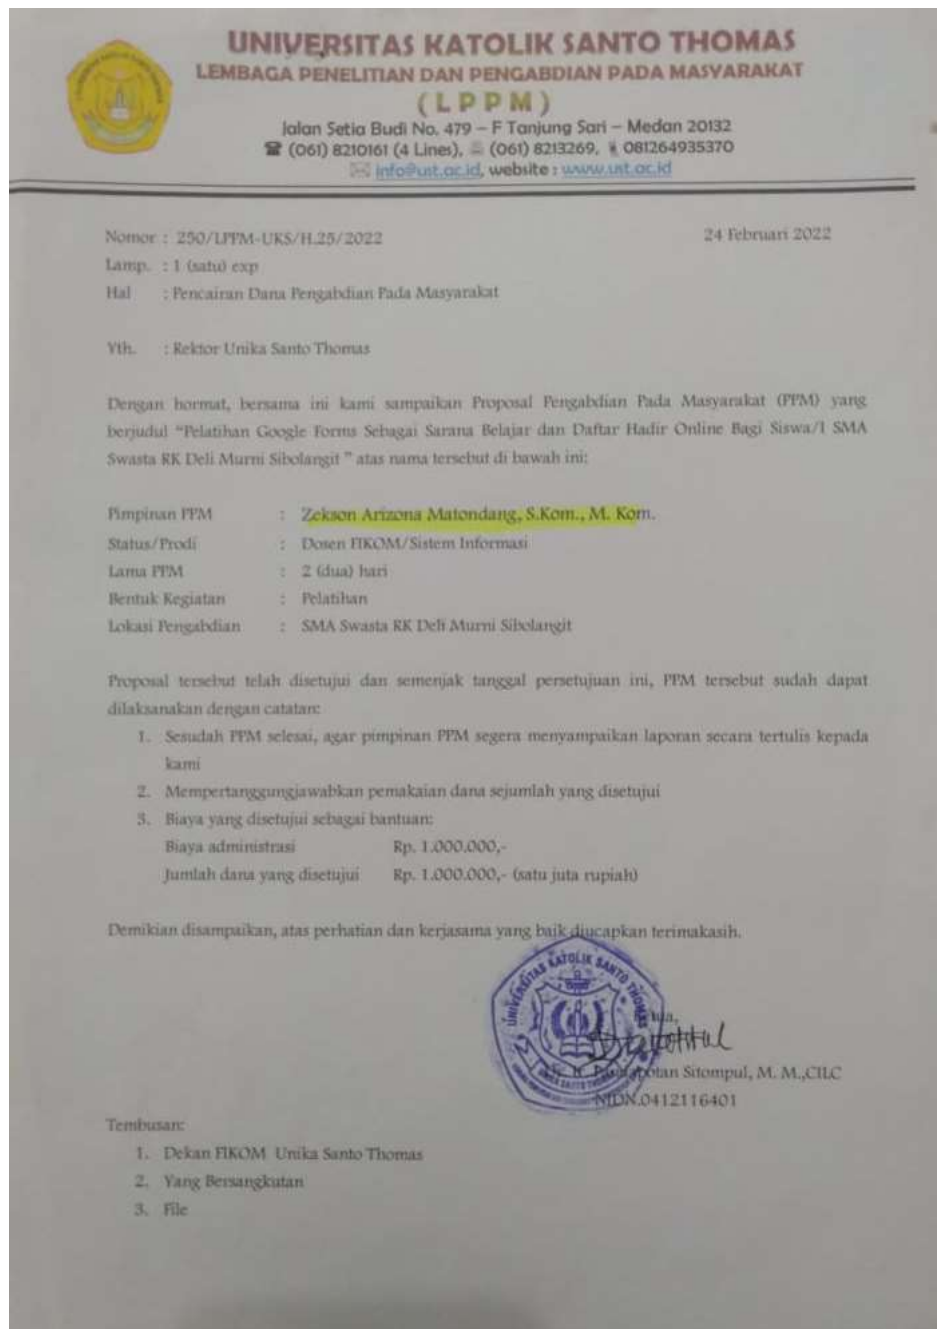 UNIVERSITAS KATOLIK SANTO THOMAS
LEMBAGA PENELITIAN DAN PENGABDIAN PADA MASYARAKAT
( L P P M )
Jalan Setia Budi No. 479 – F Tanjung Sari – Medan 20132
(061) 8210161 (4 Lines), (061) 8213269, 081264935370
info@ust.ac.id, website : www.ust.ac.id
Nomor : 250/LPPM-UKS/H.25/2022 24 Februari 2022
Lamp. : 1 (satu) exp
Hal : Pencairan Dana Pengabdian Pada Masyarakat
Yth. : Rektor Unika Santo Thomas
Dengan hormat, bersama ini kami sampaikan Proposal Pengabdian Pada Masyarakat (PPM) yang
berjudul “Pelatihan Google Forms Sebagai Sarana Belajar dan Daftar Hadir Online Bagi Siswa/I SMA
Swasta RK Deli Murni Sibolangit ” atas nama tersebut di bawah ini:
Pimpinan PPM : Zekson Arizona Matondang, S.Kom., M. Kom.
Status/Prodi : Dosen FIKOM/Sistem Informasi
Lama PPM : 2 (dua) hari
Bentuk Kegiatan : Pelatihan
Lokasi Pengabdian : SMA Swasta RK Deli Murni Sibolangit
Proposal tersebut telah disetujui dan semenjak tanggal persetujuan ini, PPM tersebut sudah dapat
dilaksanakan dengan catatan:
1. Sesudah PPM selesai, agar pimpinan PPM segera menyampaikan laporan secara tertulis kepada
kami
2. Mempertanggungjawabkan pemakaian dana sejumlah yang disetujui
3. Biaya yang disetujui sebagai bantuan:
Biaya administrasi Rp. 1.000.000,-
Jumlah dana yang disetujui Rp. 1.000.000,- (satu juta rupiah)
Demikian disampaikan, atas perhatian dan kerjasama yang baik diucapkan terimakasih.
UNIVERSITAS KATOLIK SANTO THOMAS
UNIKA SANTO THOMAS
Sitompul, M. M.,CILC
NIDN.0412116401
Tembusan:
1. Dekan FIKOM Unika Santo Thomas
2. Yang Bersangkutan
3. File